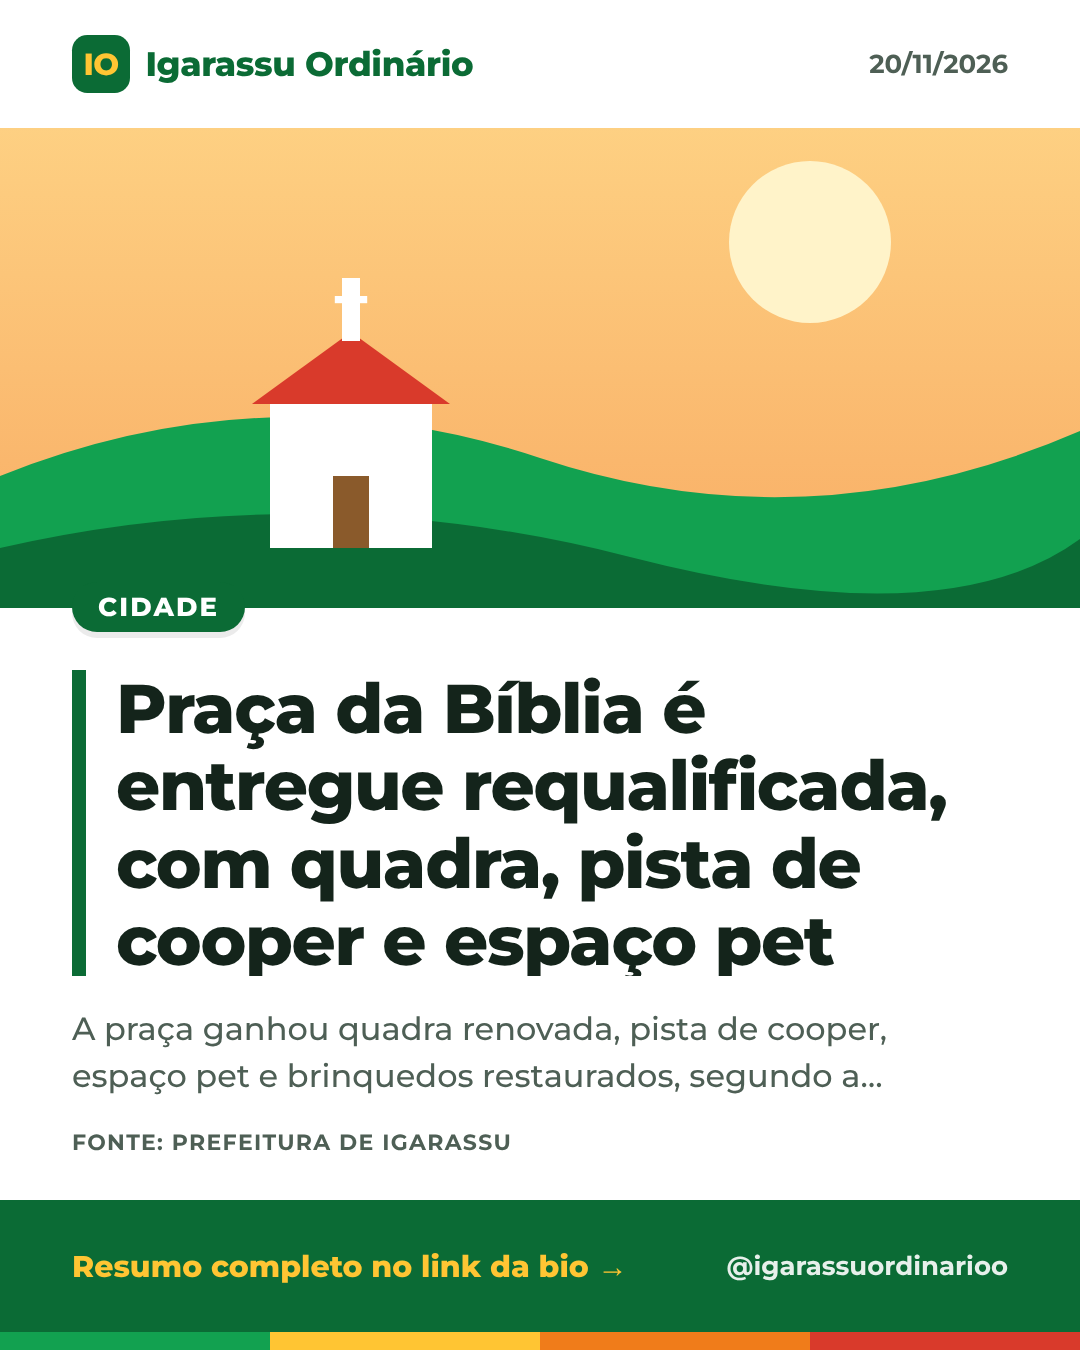 IO Igarassu Ordinário
20/11/2026
CIDADE
Praça da Bíblia é
entregue requalificada,
com quadra, pista de
cooper e espaço pet
A praça ganhou quadra renovada, pista de cooper,
espaço pet e brinquedos restaurados, segundo a...
FONTE: PREFEITURA DE IGARASSU
Resumo completo no link da bio →
@igarassuordinarioo